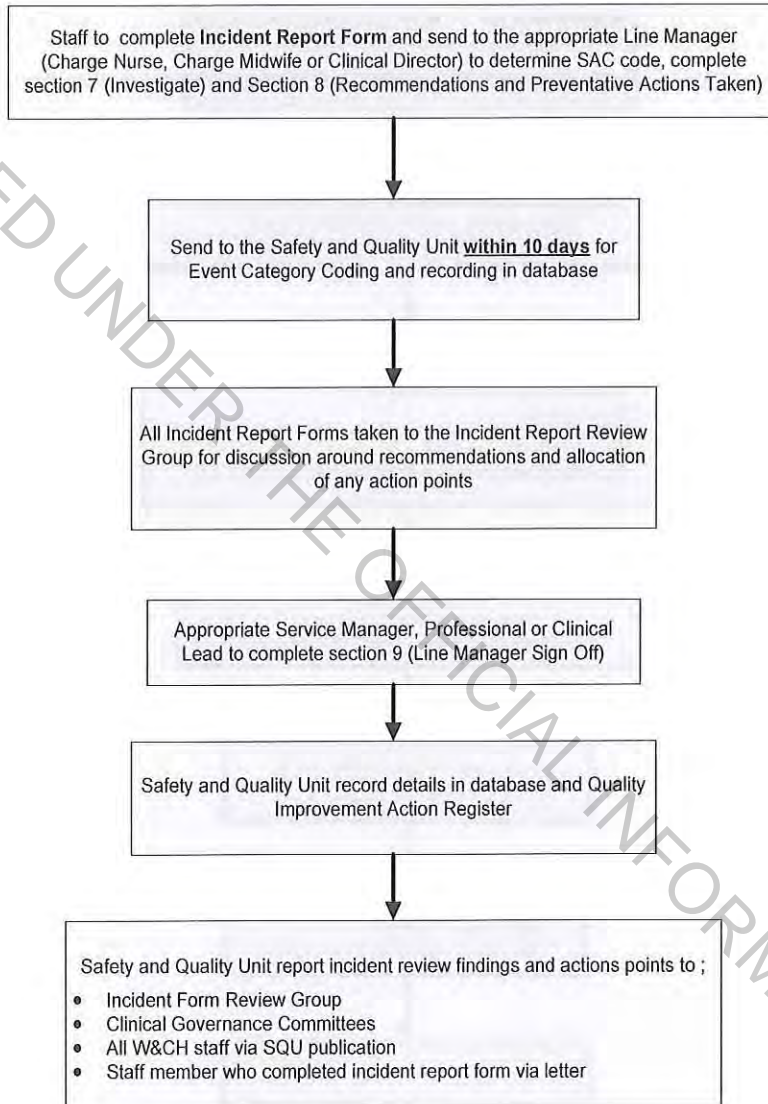 Staff to complete Incident Report Form and send to the appropriate Line Manager
(Charge Nurse, Charge Midwife or Clinical Director) to determine SAC code, complete
section 7 (Investigate) and Section 8 (Recommendations and Preventative Actions Taken)
Send to the Safety and Quality Unit within 10 days for
Event Category Coding and recording in database
All Incident Report Forms taken to the Incident Report Review
Group for discussion around recommendations and allocation
of any action points
Appropriate Service Manager, Professional or Clinical
Lead to complete section 9 (Line Manager Sign Off)
Safety and Quality Unit record details in database and Quality
Improvement Action Register
Safety and Quality Unit report incident review findings and actions points to ;
• Incident Form Review Group
• Clinical Governance Committees
• All W&CH staff via SQU publication
• Staff member who completed incident report form via letter
ED UNDER THE OFFICIAL INFORM